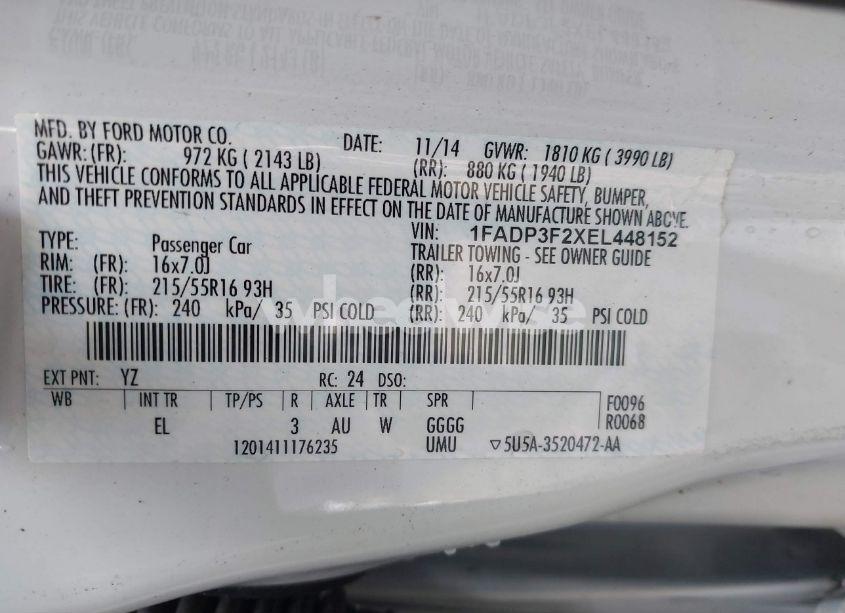 MFD. BY FORD MOTOR CO. DATE: 11/14 GVWR: 1810 KG ( 3990 LB)
GAWR: (FR): 972 KG ( 2143 LB) (RR): 880 KG ( 1940 LB)
THIS VEHICLE CONFORMS TO ALL APPLICABLE FEDERAL MOTOR VEHICLE SAFETY, BUMPER,
AND THEFT PREVENTION STANDARDS IN EFFECT ON THE DATE OF MANUFACTURE SHOWN ABOVE.
VIN: 1FADP3F2XEL448152
TYPE: Passenger Car TRAILER TOWING - SEE OWNER GUIDE
RIM: (FR): 16x7.0J (RR): 16x7.0J
TIRE: (FR): 215/55R16 93H (RR): 215/55R16 93H
PRESSURE: (FR): 240 kPa/ 35 PSI COLD (RR): 240 kPa/ 35 PSI COLD
EXT PNT: YZ RC: 24 DSO:
WB INT TR TP/PS R AXLE TR SPR F0096
EL 3 AU W GGGG R0068
1201411176235 UMU ▽5U5A-3520472-AA